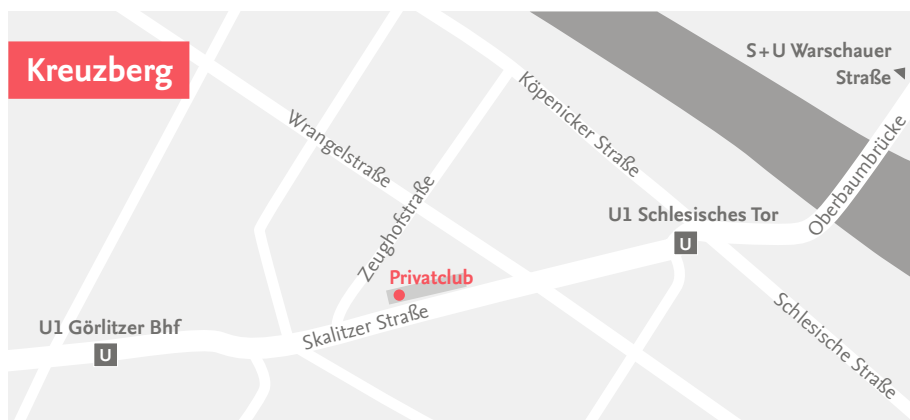 Kreuzberg
S+U Warschauer
Straße
Köpenicker Straße
Wrangelstraße
Oberbaumbrücke
Zeughofstraße
U1 Schlesisches Tor
U
Privatclub
Skalitzer Straße
Schlesische Straße
U1 Görlitzer Bhf
U